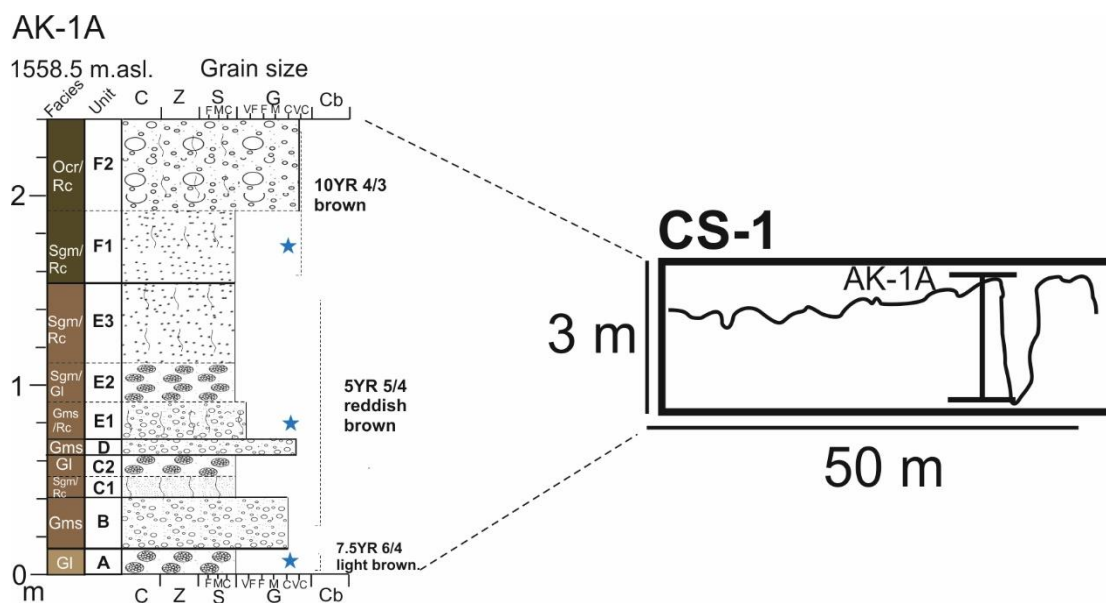 AK-1A
1558.5 m.asl. Grain size
Facies Unit C Z S G Cb
F M C VF F M C VC
Ocr/
Rc
F2
10YR 4/3
brown
2
Sgm/
Rc
F1
Sgm/
Rc
E3
1
Sgm/
Gl
E2
5YR 5/4
reddish
brown
Gms
/Rc
E1
Gms D
Gl C2
Sgm/
Rc
C1
Gms B
7.5YR 6/4
light brown.
Gl A
0
m
F M C VF F M C VC
C Z S G Cb
CS-1
AK-1A
3 m
50 m